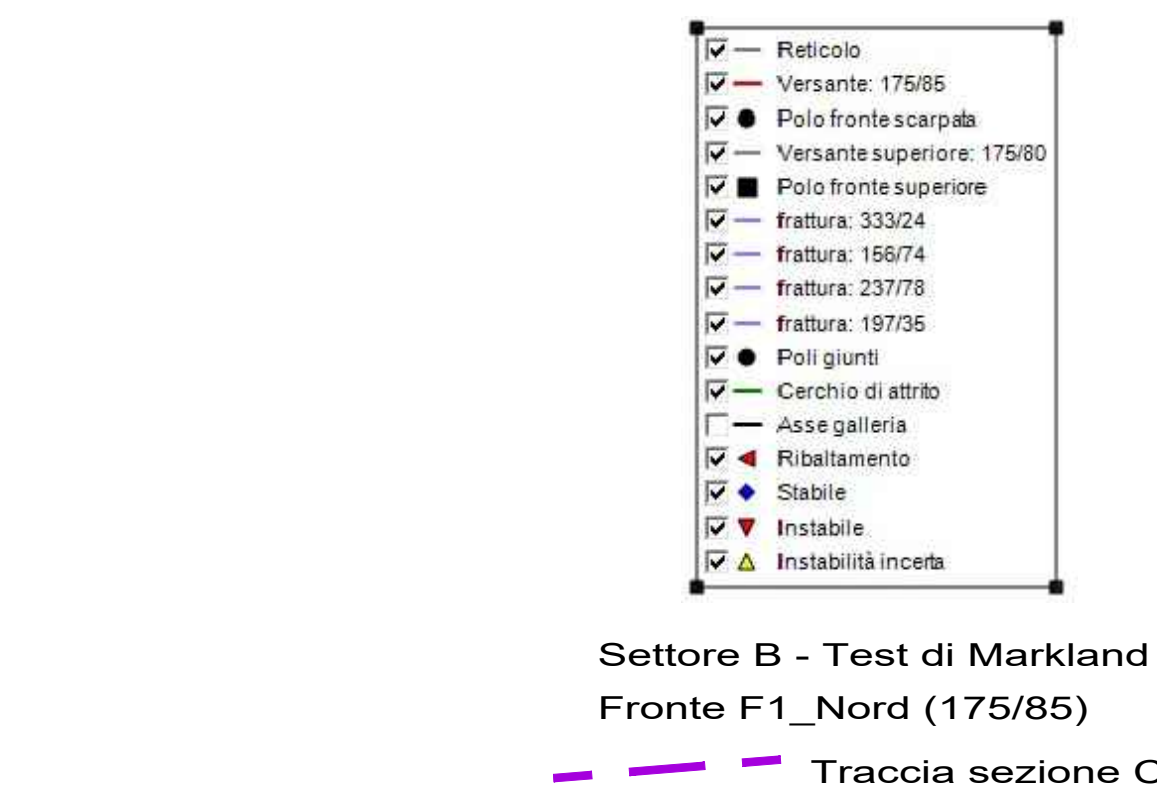 Reticolo
Versante: 175/85
Polo fronte scarpata
Versante superiore: 175/80
Polo fronte superiore
frattura: 333/24
frattura: 156/74
frattura: 237/78
frattura: 197/35
Poli giunti
Cerchio di attrito
Asse galleria
Ribaltamento
Stabile
Instabile
Instabilità incerta
Settore B - Test di Markland
Fronte F1_Nord (175/85)
Traccia sezione